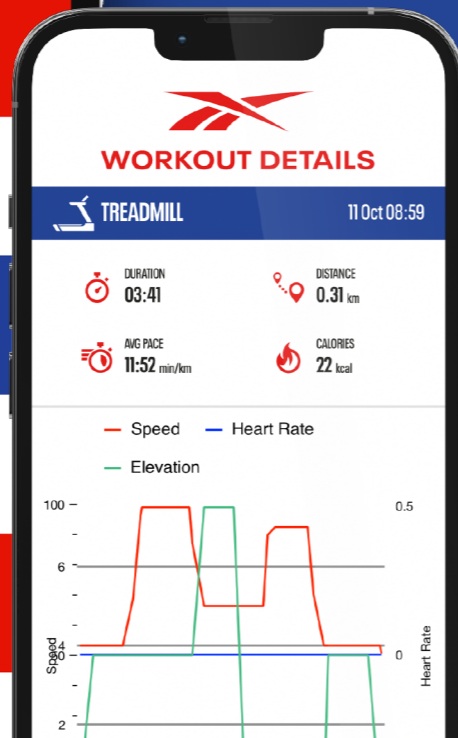 WORKOUT DETAILS
TREADMILL 11 Oct 08:59
DURATION DISTANCE
03:41 0.31 km
AVG PACE CALORIES
11:52 min/km 22 kcal
Speed Heart Rate
Elevation
100 0.5
6
4
0
Speed
Heart Rate
2